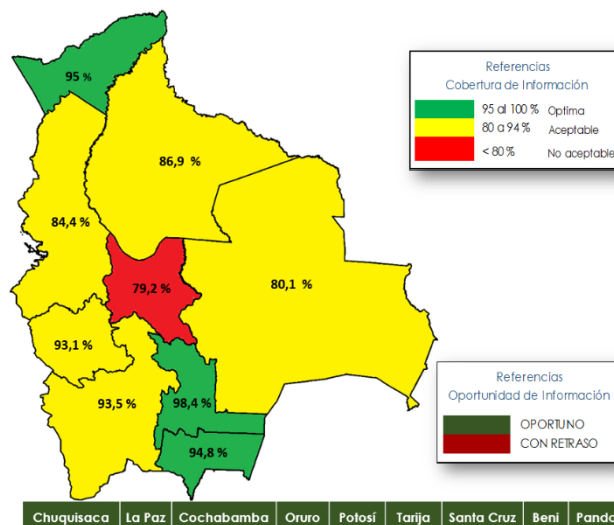 95 %
86,9 %
84,4 %
79,2 %
80,1 %
93,1 %
93,5 %
98,4 %
94,8 %
Referencias
Cobertura de Información
95 al 100 % Optima
80 a 94 % Aceptable
< 80 % No aceptable
Referencias
Oportunidad de Información
OPORTUNO
CON RETRASO
Chuquisaca La Paz Cochabamba Oruro Potosí Tarija Santa Cruz Beni Pando